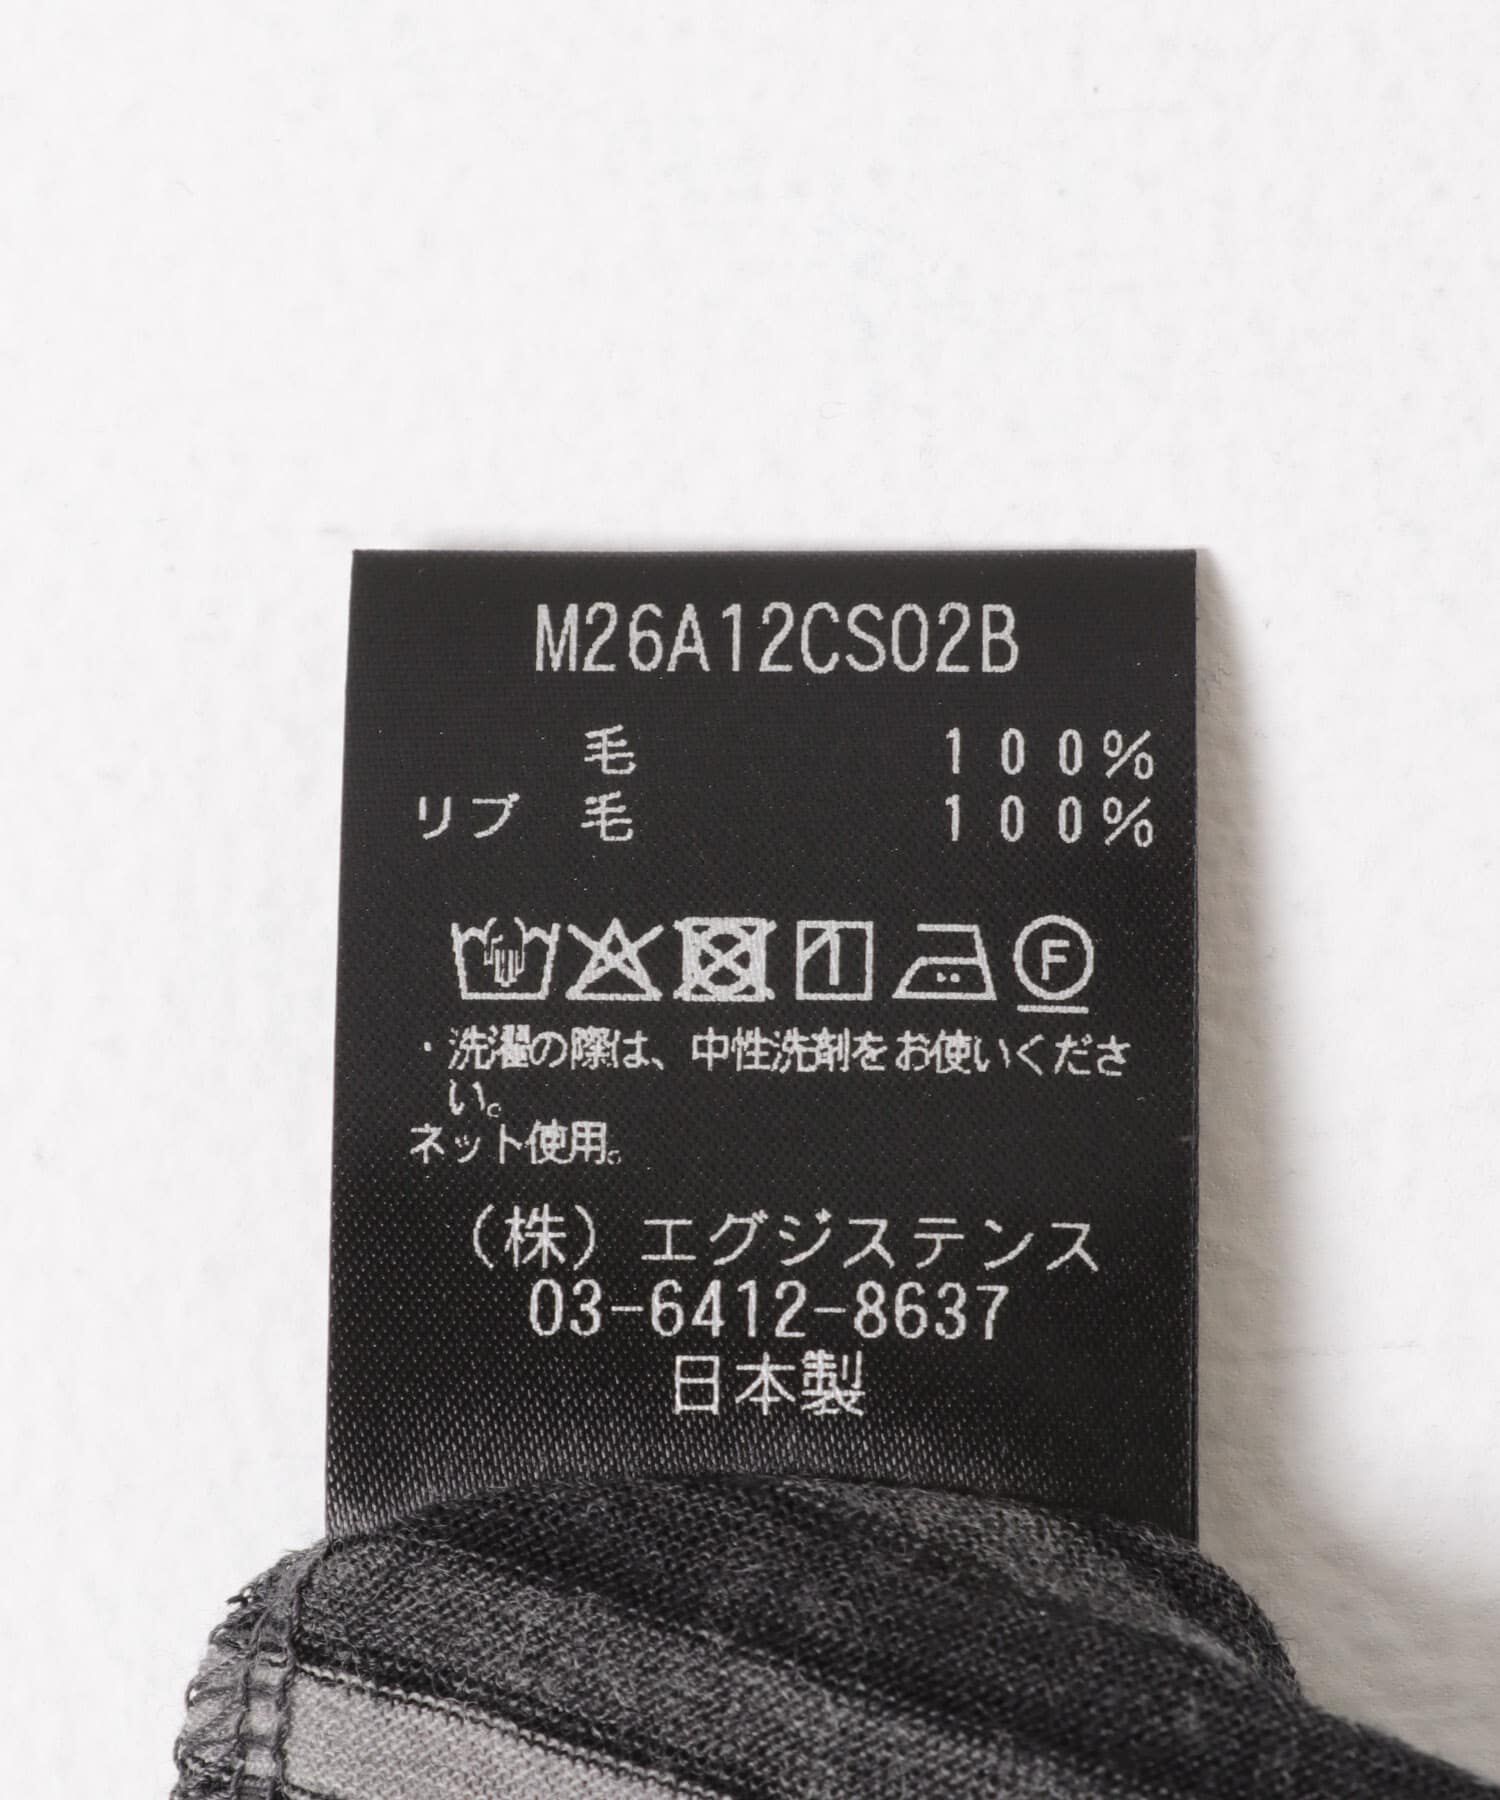 M26A12CS02B
毛 100%
リブ 毛 100%
F
・洗濯の際は、中性洗剤をお使いくださ
い。
ネット使用。
（株）エグジステンス
03-6412-8637
日本製